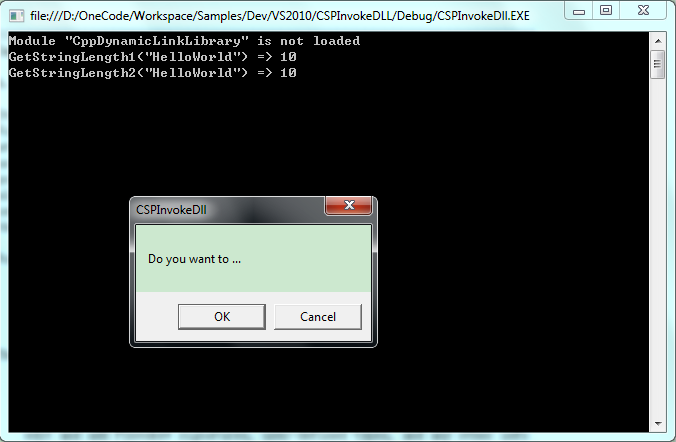 file:///D:/OneCode/Workspace/Samples/Dev/VS2010/CSPInvokeDLL/Debug/CSPInvokeDll.EXE
Module "CppDynamicLinkLibrary" is not loaded
GetStringLength1("HelloWorld") => 10
GetStringLength2("HelloWorld") => 10
CSPInvokeDll
Do you want to ...
OK Cancel